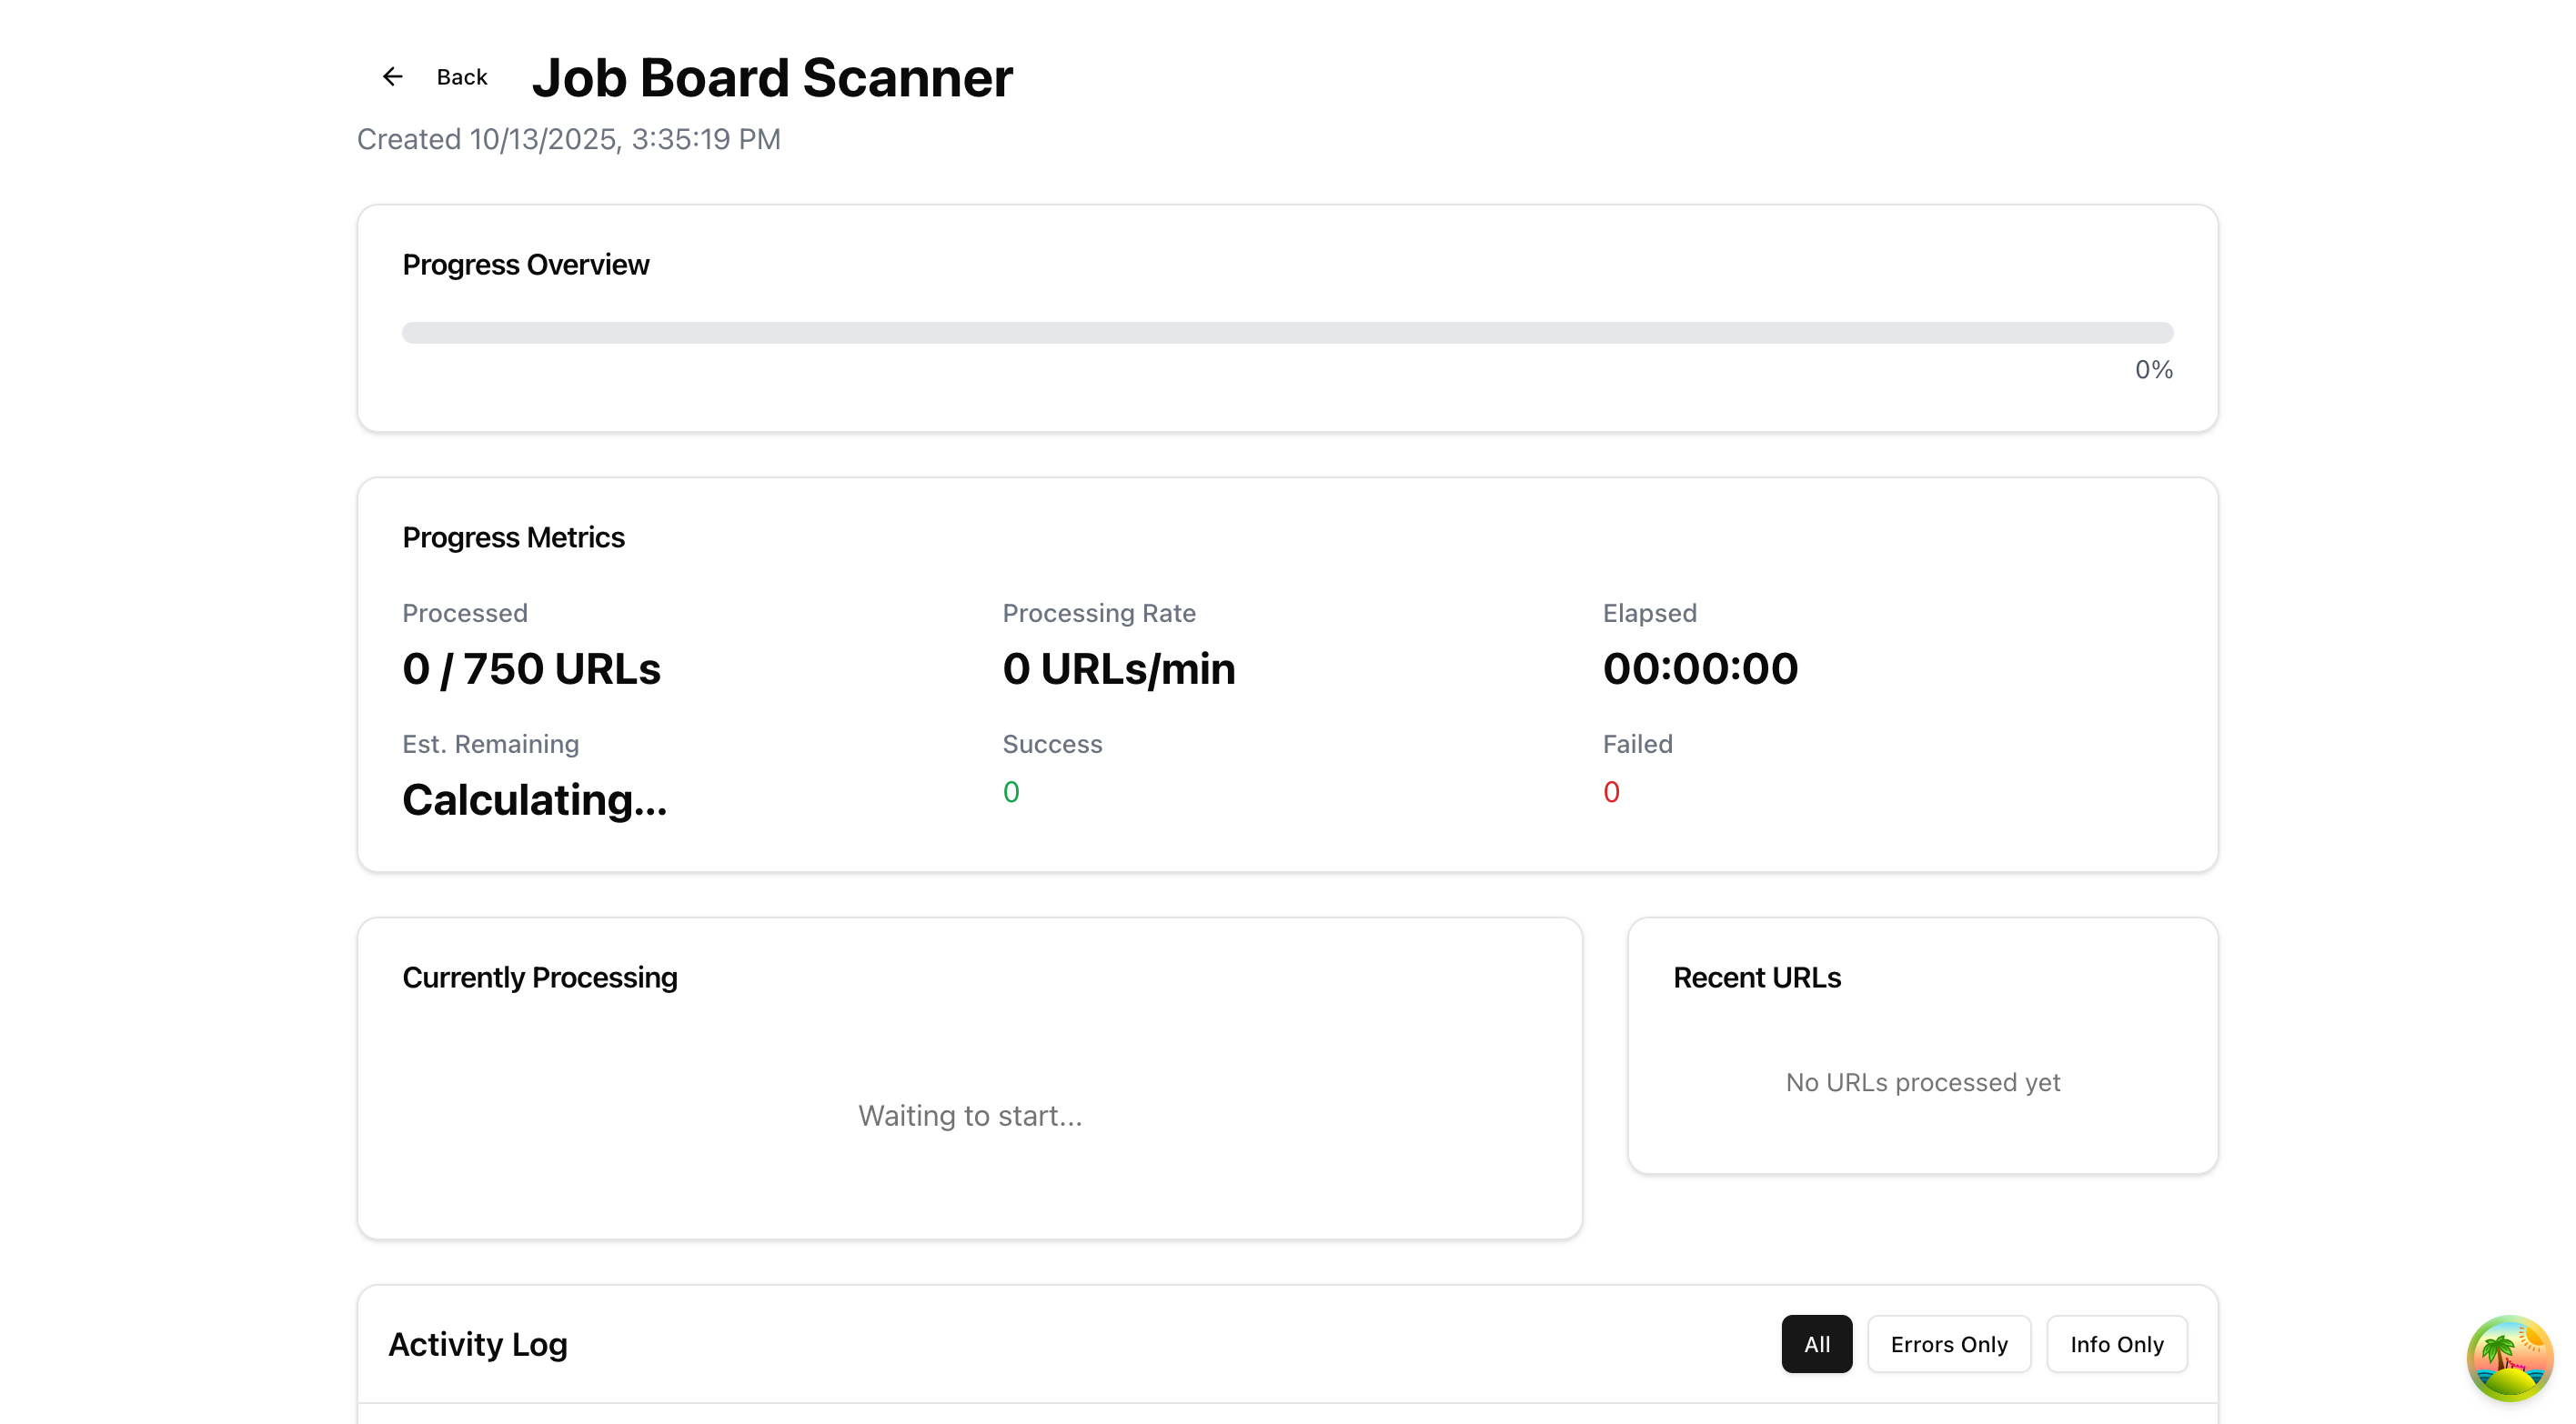 Back
Job Board Scanner
Created 10/13/2025, 3:35:19 PM
Progress Overview
0%
Progress Metrics
Processed
0 / 750 URLs
Processing Rate
0 URLs/min
Elapsed
00:00:00
Est. Remaining
Calculating...
Success
0
Failed
0
Currently Processing
Waiting to start...
Recent URLs
No URLs processed yet
Activity Log
All
Errors Only
Info Only